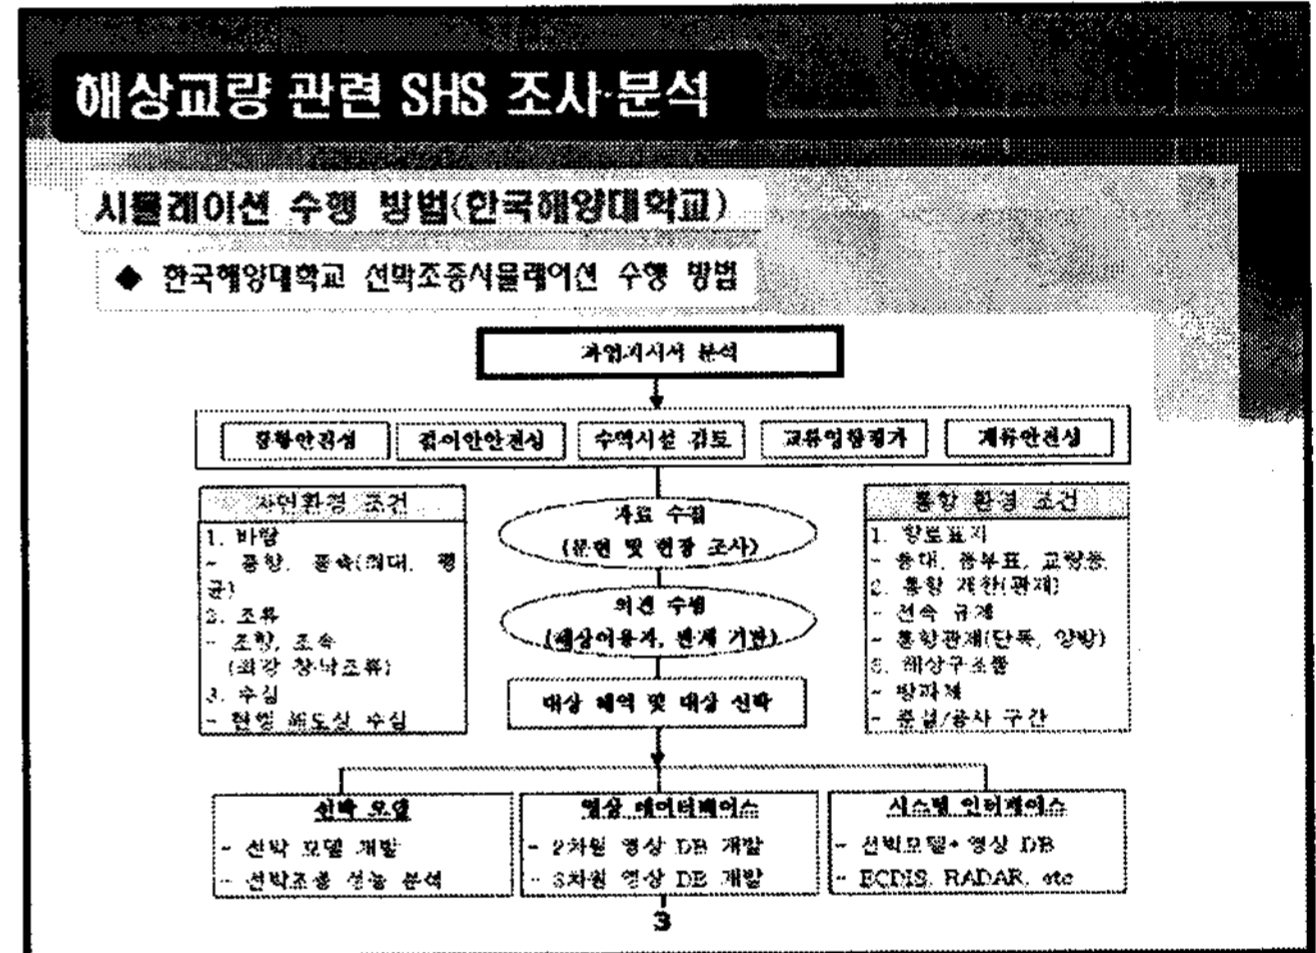 해상교량 관련 SHS 조사·분석
시뮬레이션 수행 방법(한국해양대학교)
◆ 한국해양대학교 선박조종시뮬레이션 수행 방법
과업지시서 분석
통항안전성
접이안안전성
수역시설 검토
교통영향평가
계류안전성
자연환경 조건
1. 바람
- 풍향, 풍속(최대, 평
균)
2. 조류
- 조향, 조속
(최강 창낙조류)
3. 수심
- 현행 해도상 수심
자료 수집
(문헌 및 현장 조사)
의견 수렴
(해상이용자, 관계 기관)
대상 해역 및 대상 선박
통항 환경 조건
1. 항로표지
- 등대, 등부표, 교량등,
2. 통항 제한(관제)
- 선속 규제
- 통항관제(단독, 양방)
3. 해상구조물
- 방파제
- 준설/공사 구간
선박 모델
- 선박 모델 개발
- 선박조종 성능 분석
영상 데이터베이스
- 2차원 영상 DB 개발
- 3차원 영상 DB 개발
시스템 인터페이스
- 선박모델+ 영상 DB
- ECDIS, RADAR, etc
3